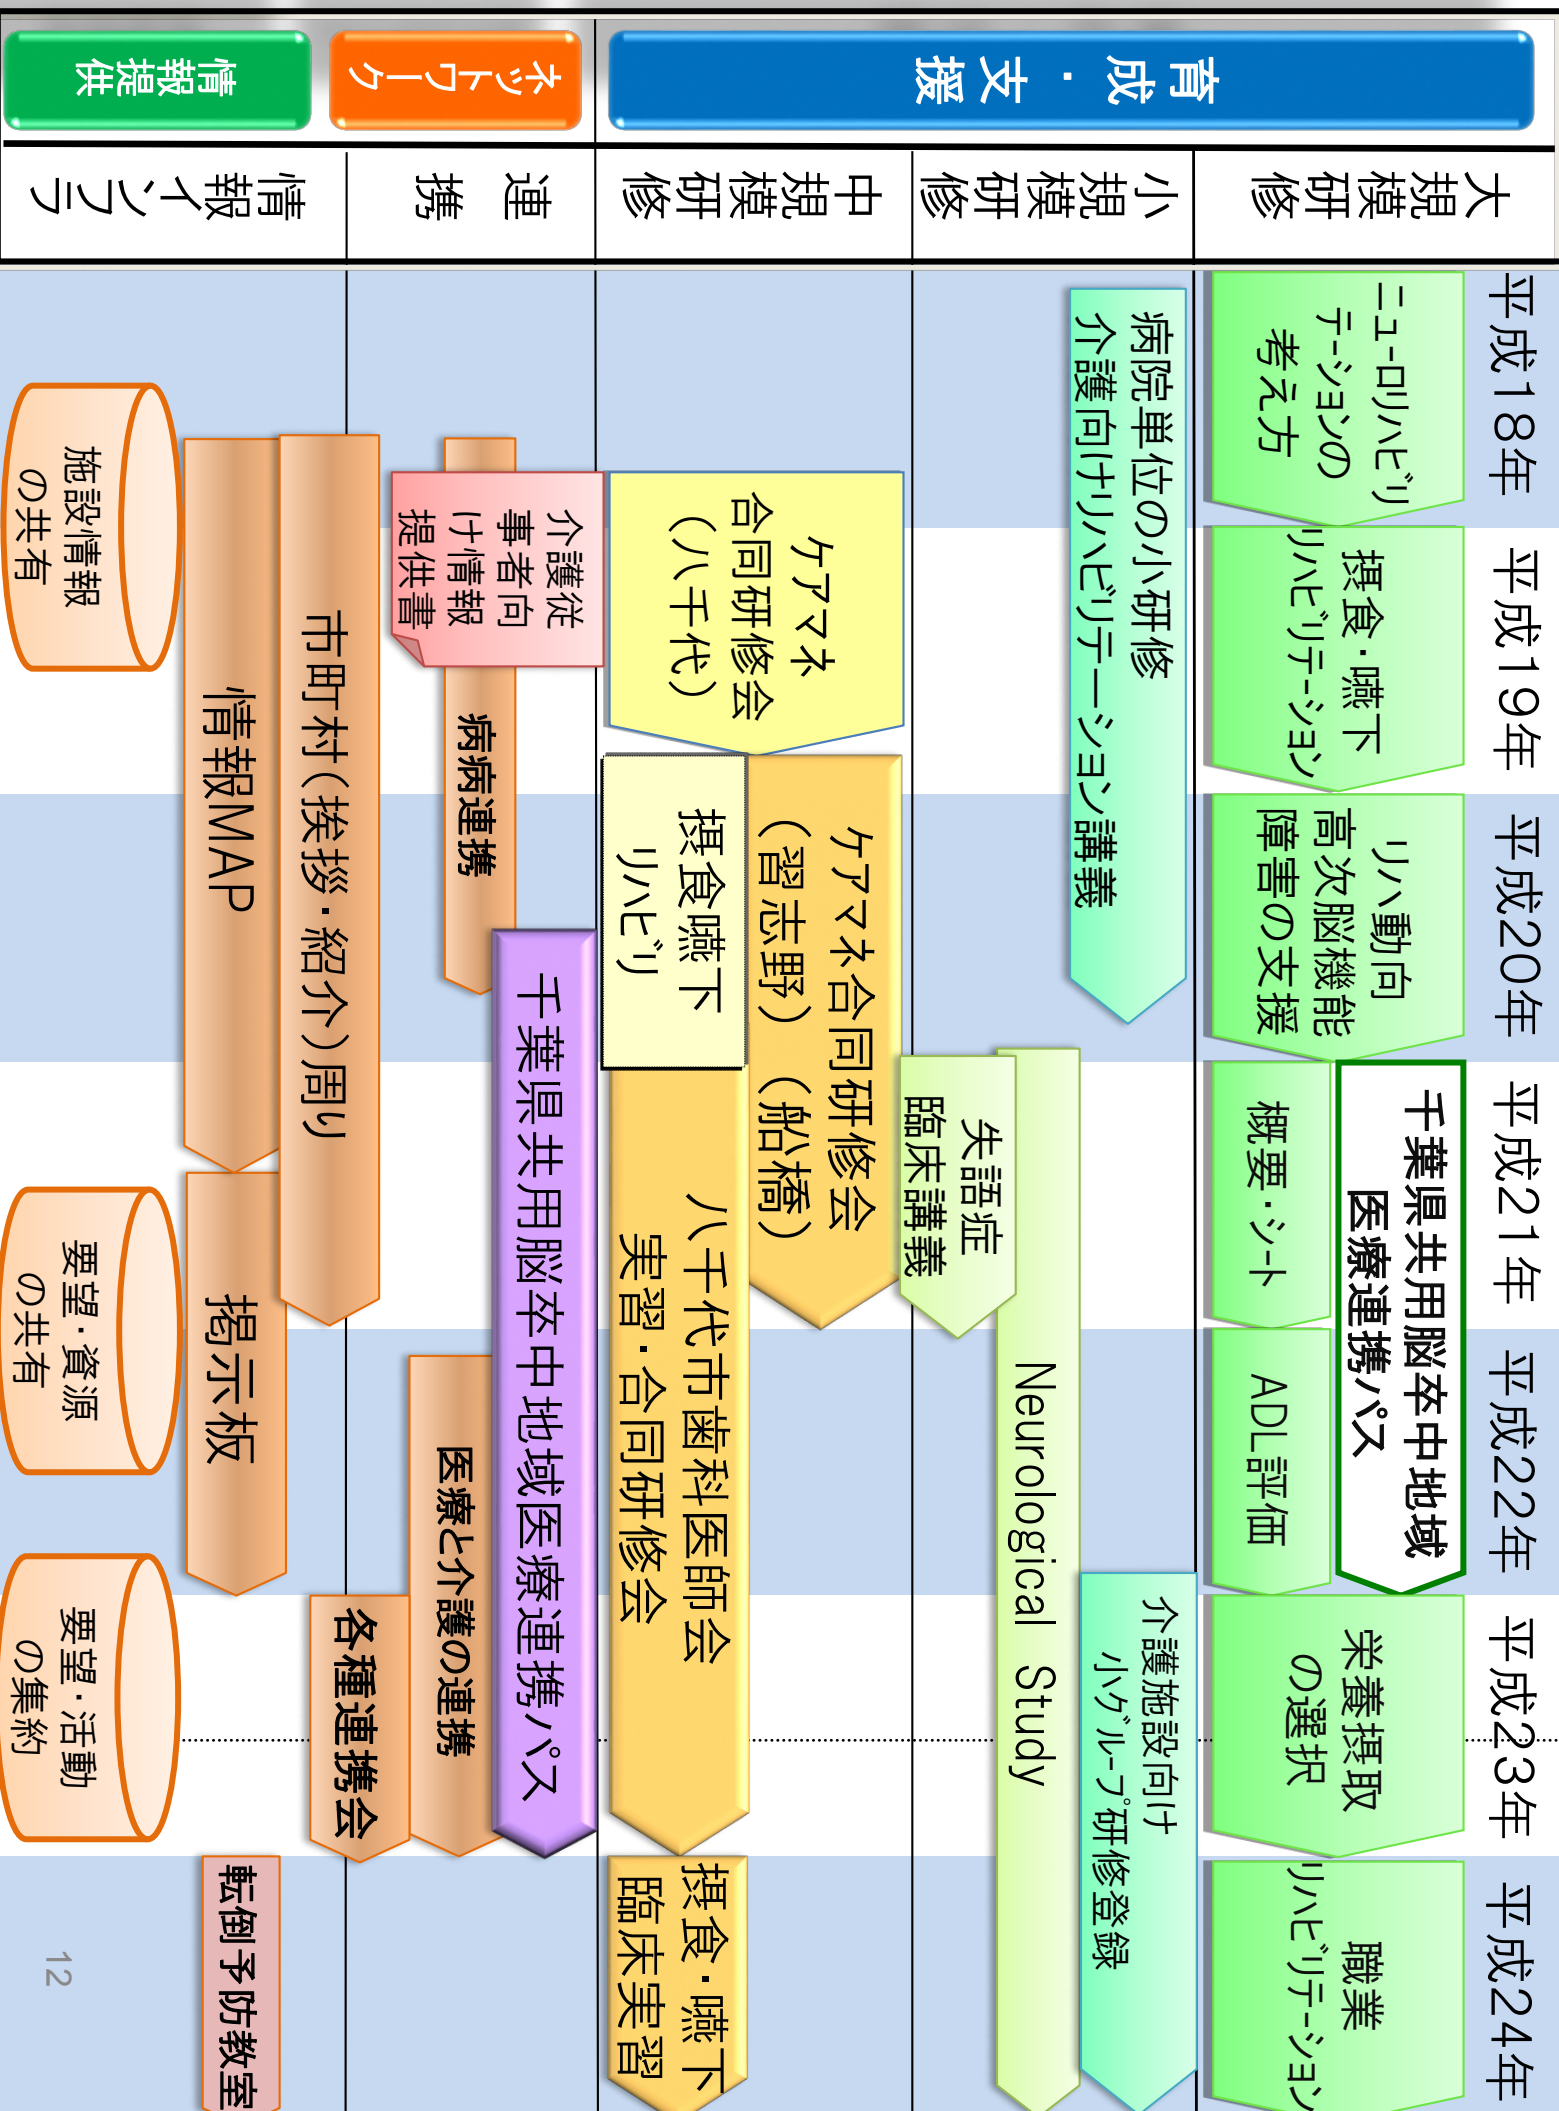 平成18年
平成19年
平成20年
平成21年
平成22年
平成23年
平成24年
育成・支援
大規模研修
ニューロリハビリ
テーションの
考え方
摂食・嚥下
リハビリテーション
リハ動向
高次脳機能
障害の支援
千葉県共用脳卒中地域
医療連携パス
概要・シート
ADL評価
栄養摂取
の選択
職業
リハビリテーション
小規模研修
病院単位の小研修
介護向けリハビリテーション講義
介護施設向け
小グループ研修登録
Neurological Study
失語症
臨床講義
中規模研修
ケアマネ
合同研修会
（八千代）
ケアマネ合同研修会
（習志野）（船橋）
摂食嚥下
リハビリ
八千代市歯科医師会
実習・合同研修会
摂食・嚥下
臨床実習
ネットワーク
連携
千葉県共用脳卒中地域医療連携パス
介護従
事者向
け情報
提供書
病病連携
医療と介護の連携
各種連携会
情報提供
情報インフラ
市町村（挨拶・紹介）周り
情報MAP
掲示板
転倒予防教室
施設情報
の共有
要望・資源
の共有
要望・活動
の集約
12